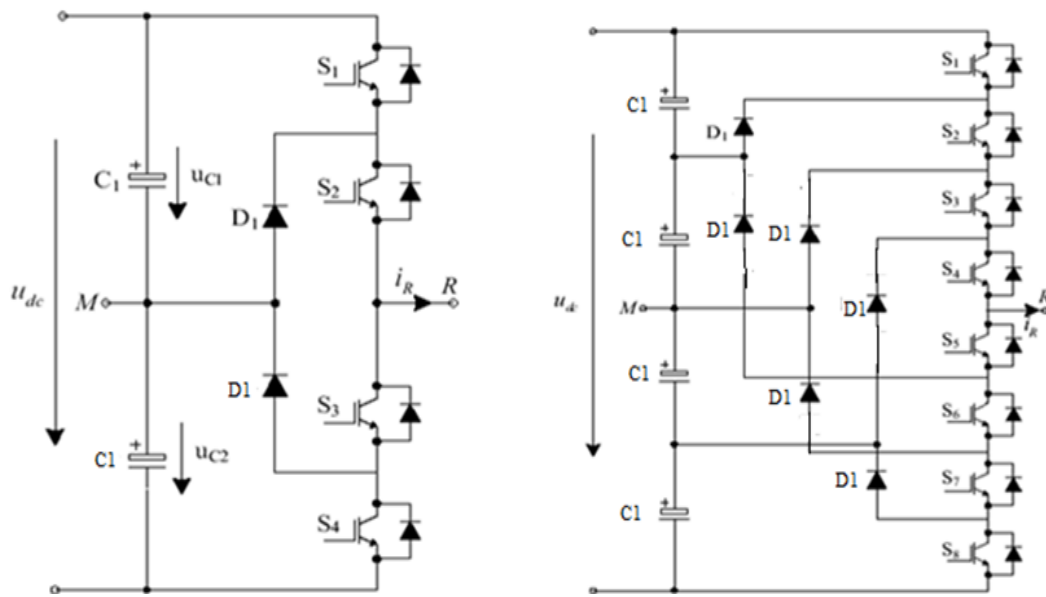 S1
+
C1
uC1
S2
D1
udc
M
iR
R
D1
S3
+
C1
uC2
S4
S1
+
C1
D1
S2
S3
D1
D1
+
C1
S4
udc
M
D1
R
iR
S5
+
C1
D1
S6
S7
D1
+
C1
S8